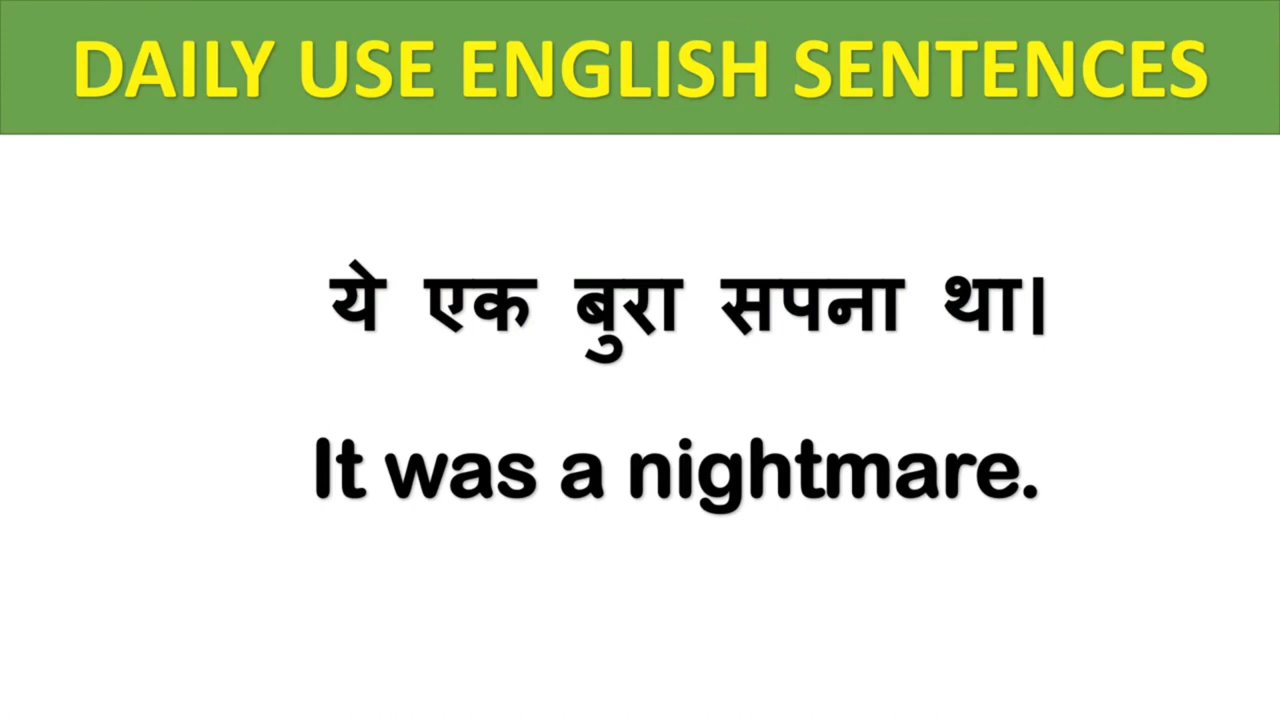 DAILY USE ENGLISH SENTENCES
ये एक बुरा सपना था।
It was a nightmare.